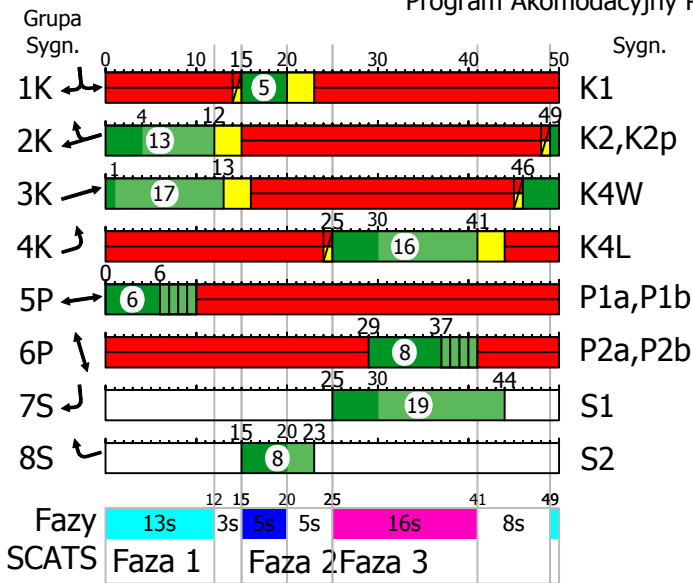 Program Akomodacyjny
Grupa
Sygn.
Sygn.
0 10 15 20 30 40 50
1K 5 K1
4 12 49
2K 13 K2,K2p
1 13 46
3K 17 K4W
25 30 41
4K 16 K4L
0 6
5P 6 P1a,P1b
29 37
6P 8 P2a,P2b
25 30 44
7S 19 S1
15 20 23
8S 8 S2
12 15 20 25 41 49
Fazy 13s 3s 5s 5s 16s 8s
SCATS Faza 1 Faza 2 Faza 3